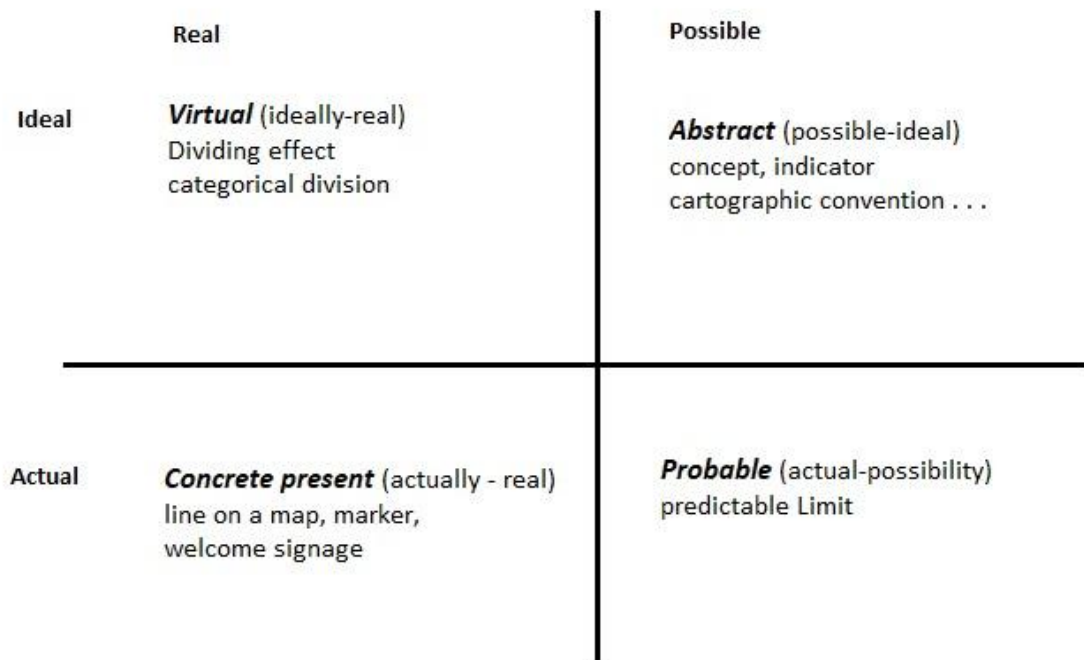 Real
Possible
Ideal
Virtual (ideally-real)
Dividing effect
categorical division
Abstract (possible-ideal)
concept, indicator
cartographic convention . . .
Actual
Concrete present (actually - real)
line on a map, marker,
welcome signage
Probable (actual-possibility)
predictable Limit